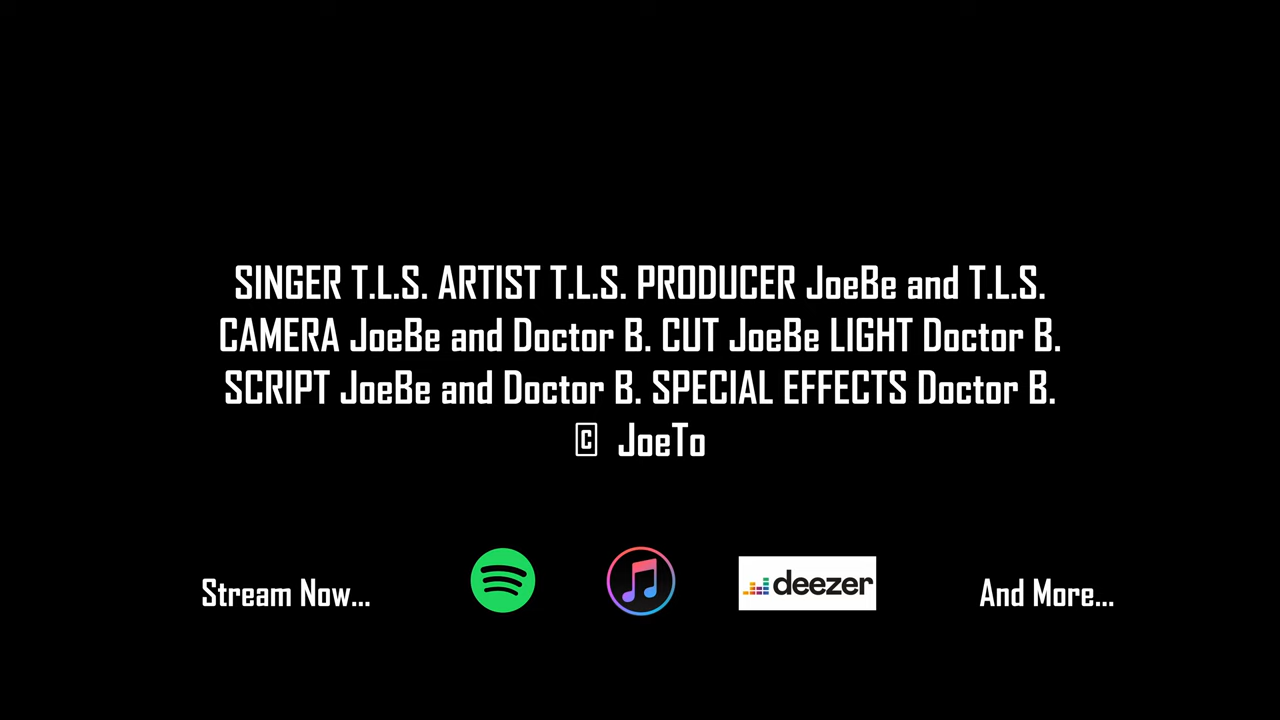 SINGER T.L.S. ARTIST T.L.S. PRODUCER JoeBe and T.L.S.
CAMERA JoeBe and Doctor B. CUT JoeBe LIGHT Doctor B.
SCRIPT JoeBe and Doctor B. SPECIAL EFFECTS Doctor B.
© JoeTo
Stream Now... deezer And More...